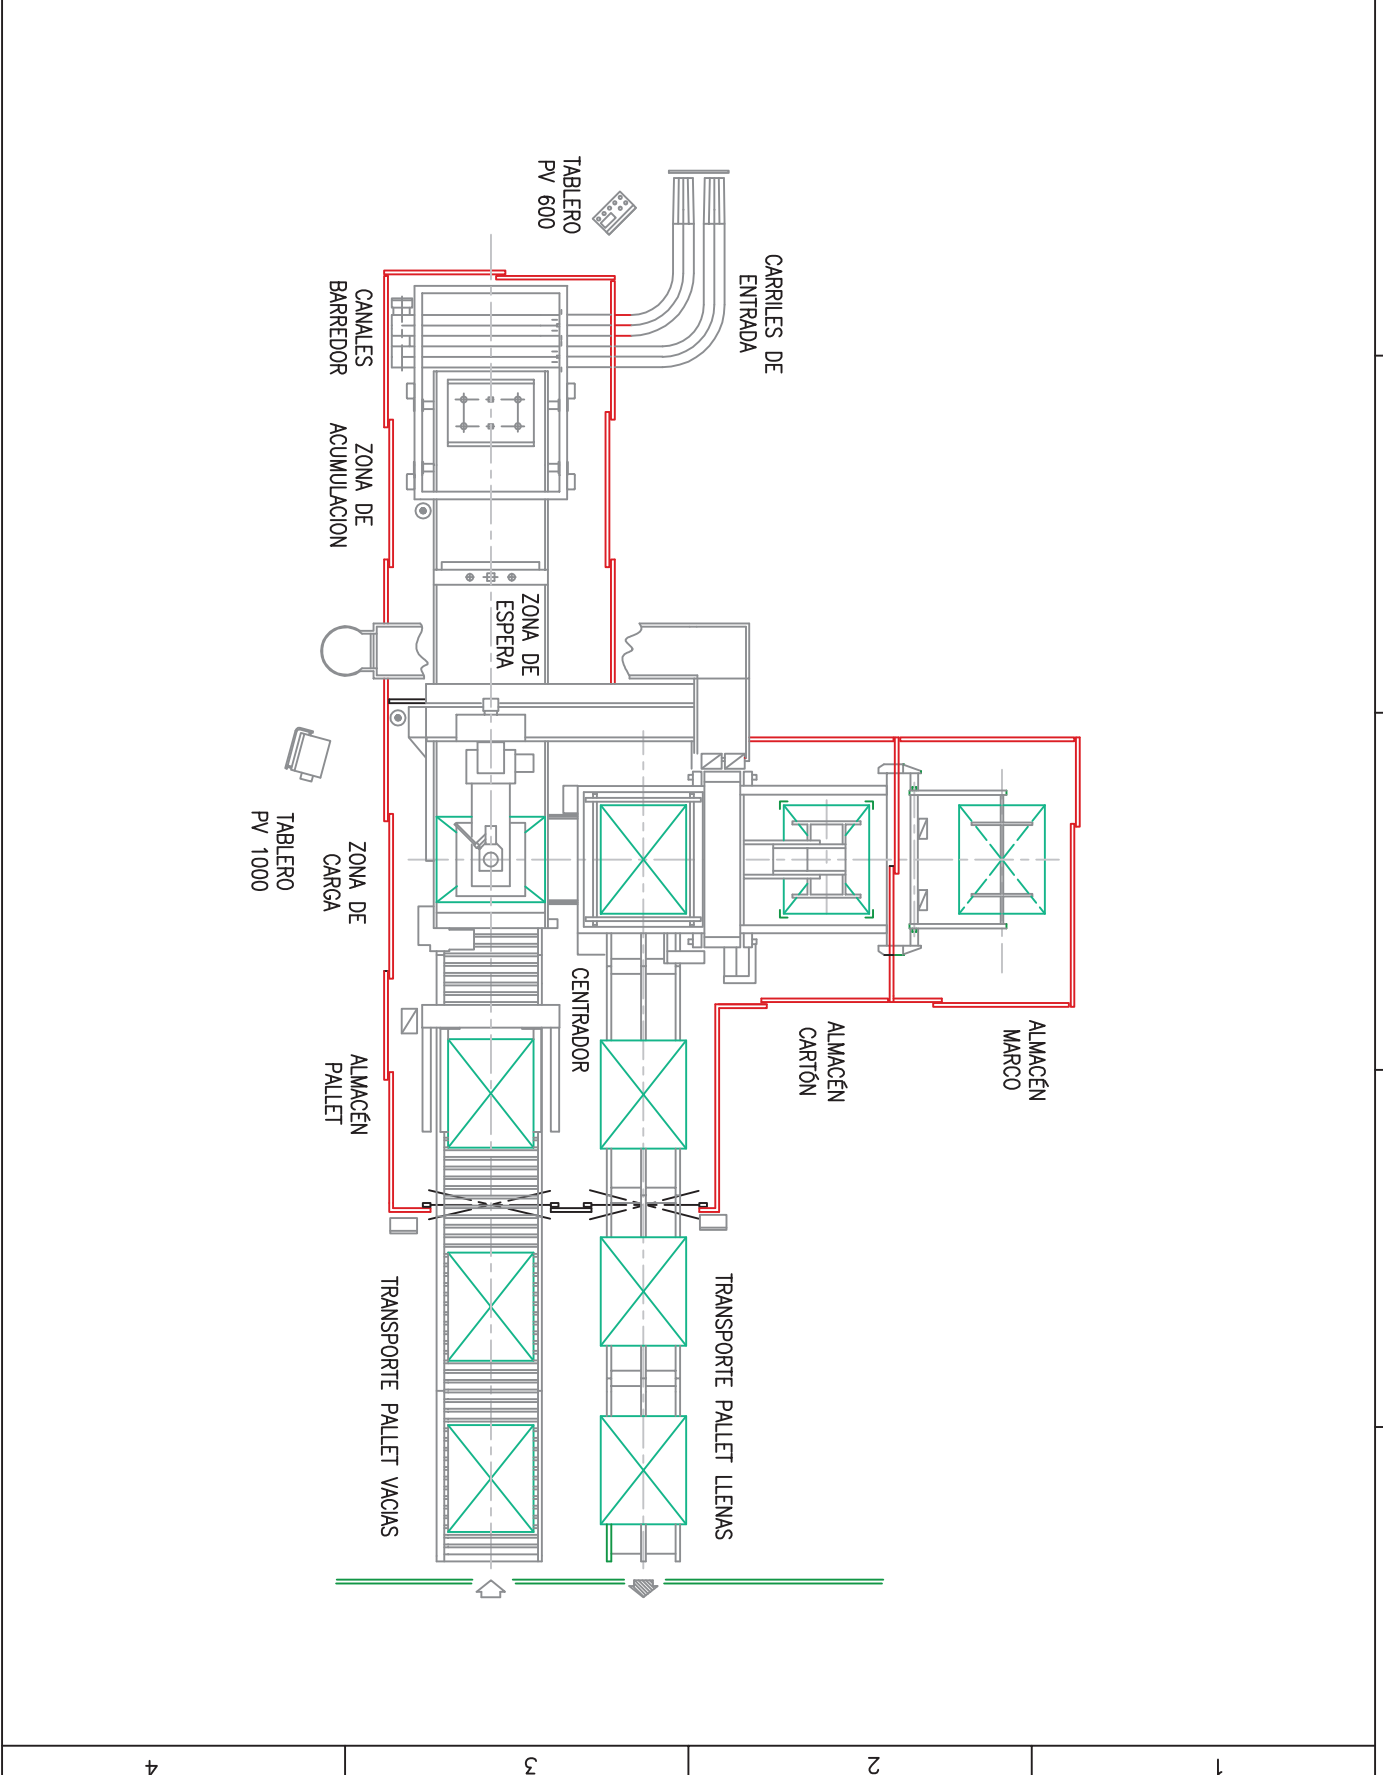 TABLERO
PV 600
CARRILES DE
ENTRADA
CANALES
BARREDOR
ZONA DE
ACUMULACION
ZONA DE
ESPERA
TABLERO
PV 1000
ZONA DE
CARGA
CENTRADOR
ALMACÉN
PALLET
ALMACÉN
CARTÓN
ALMACÉN
MARCO
TRANSPORTE PALLET VACIAS
TRANSPORTE PALLET LLENAS
4
3
2
1